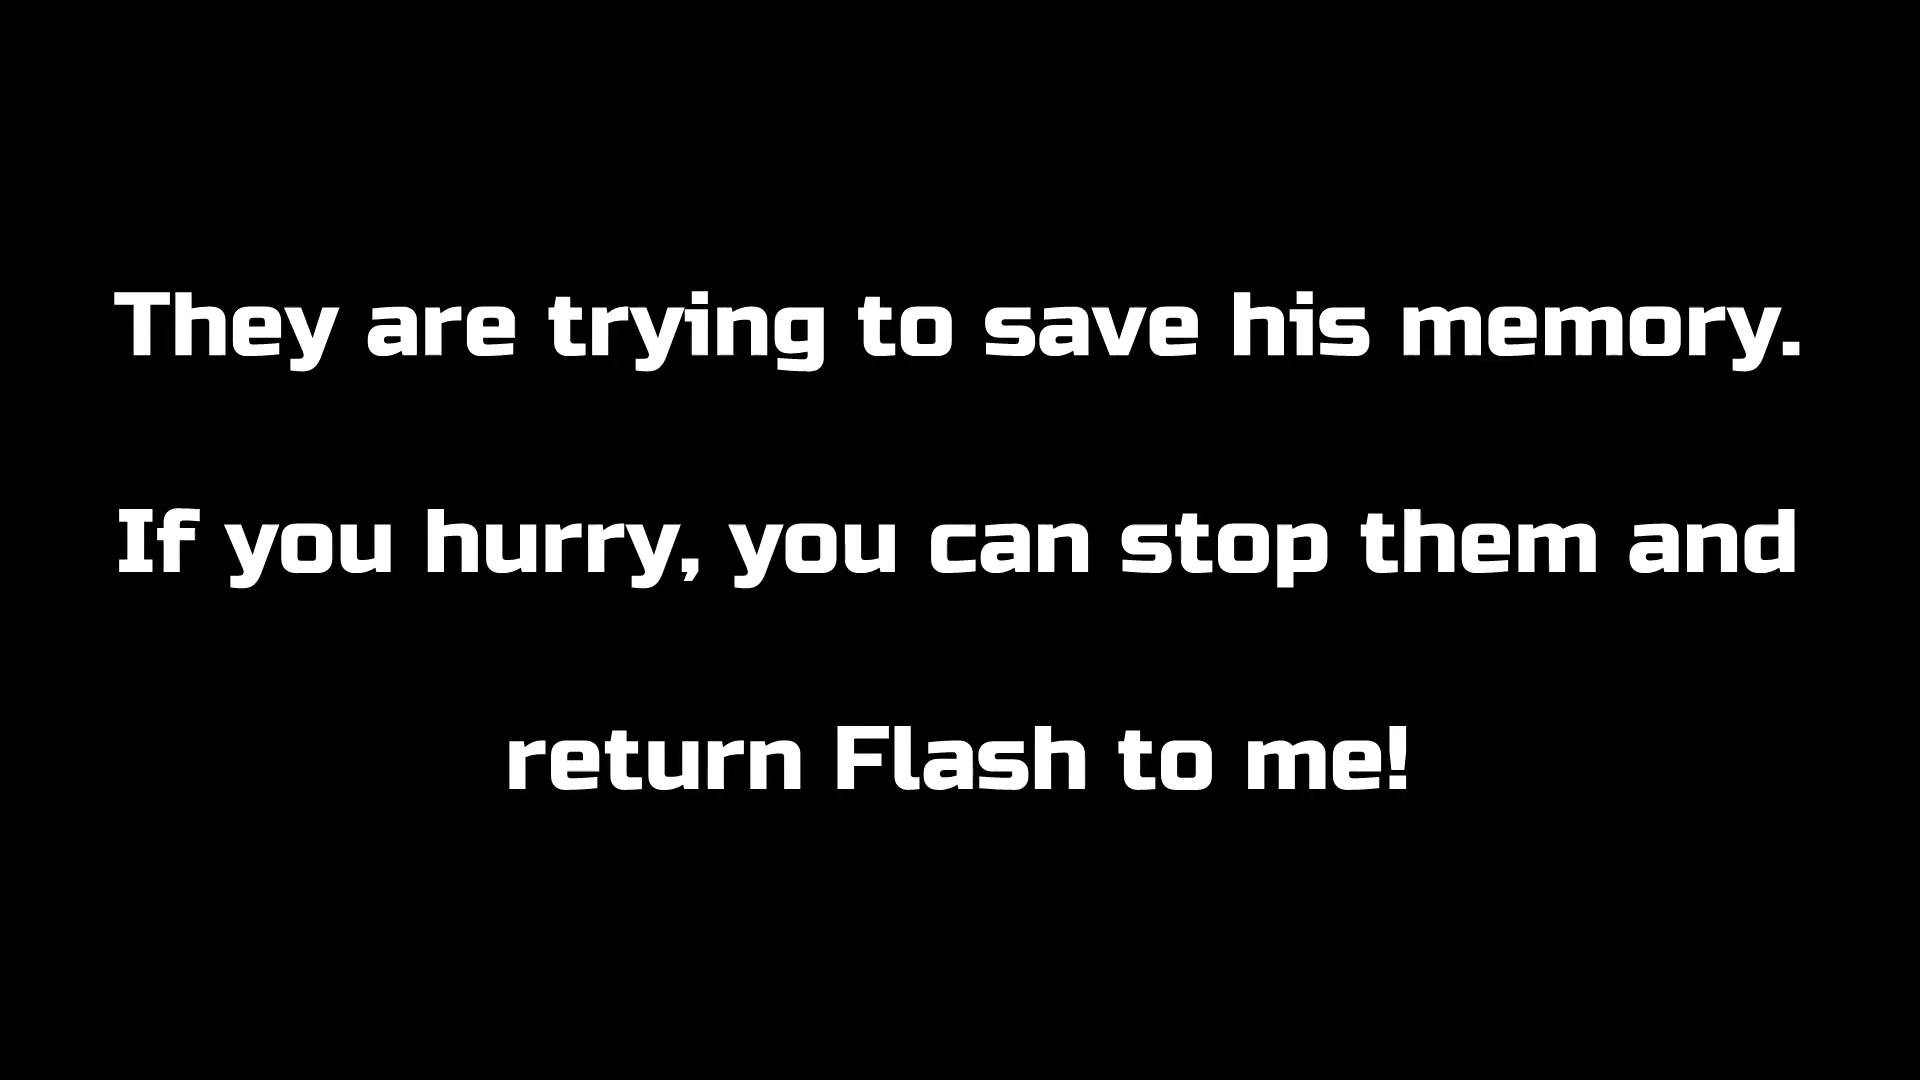 They are trying to save his memory.
If you hurry, you can stop them and
return Flash to me!